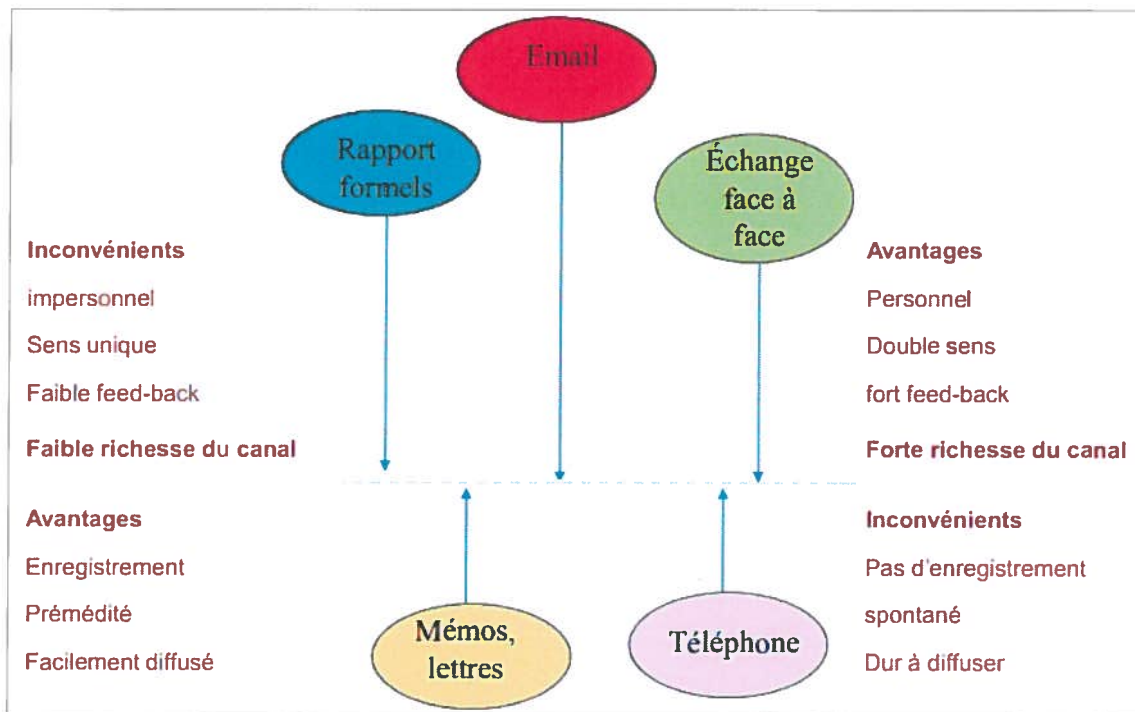 Email
Rapport
formels
Échange
face à
face
Inconvénients
impersonnel
Sens unique
Faible feed-back
Faible richesse du canal
Avantages
Personnel
Double sens
fort feed-back
Forte richesse du canal
Avantages
Enregistrement
Prémédité
Facilement diffusé
Mémos,
lettres
Téléphone
Inconvénients
Pas d'enregistrement
spontané
Dur à diffuser